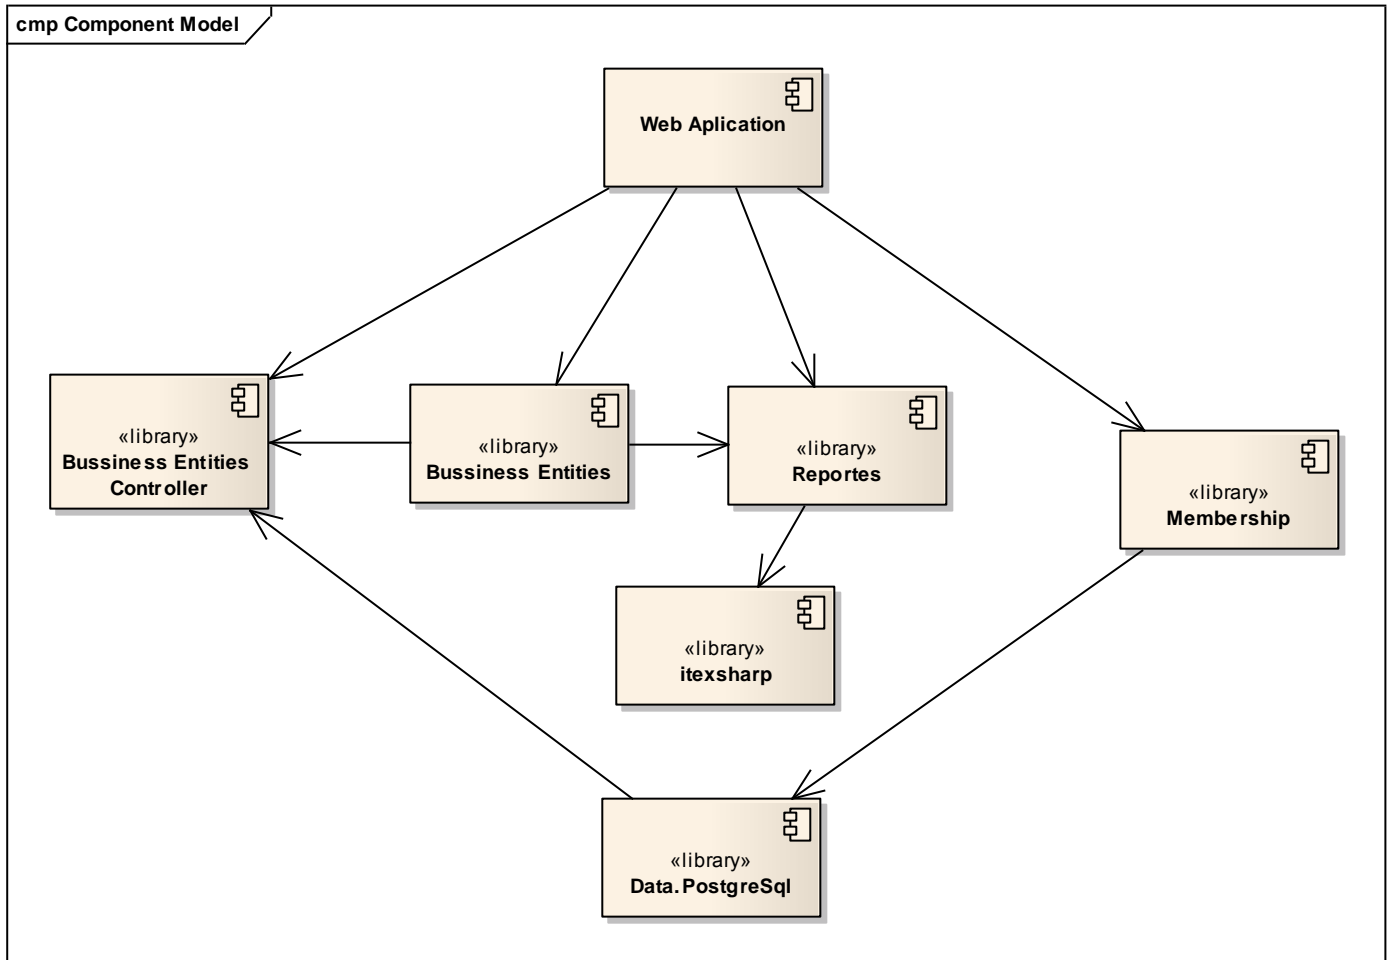 cmp Component Model
Web Aplication
«library»
Bussiness Entities
Controller
«library»
Bussiness Entities
«library»
Reportes
«library»
Membership
«library»
itexsharp
«library»
Data.PostgreSql